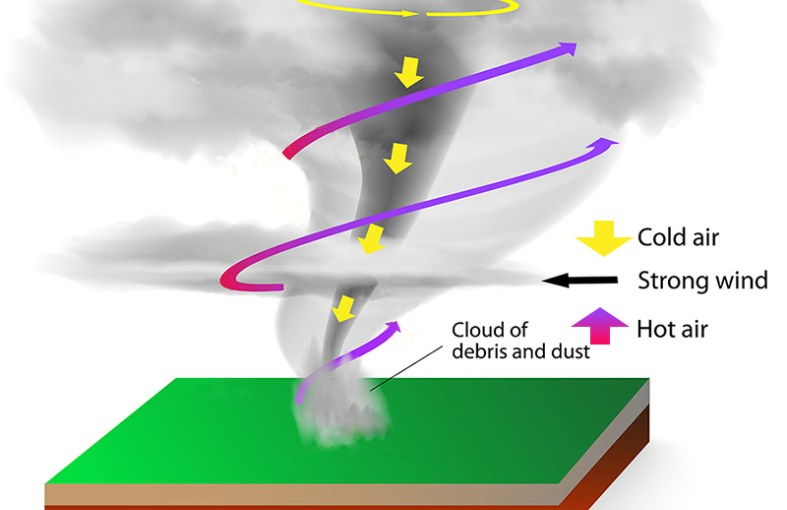 Cold air
Strong wind
Hot air
Cloud of
debris and dust